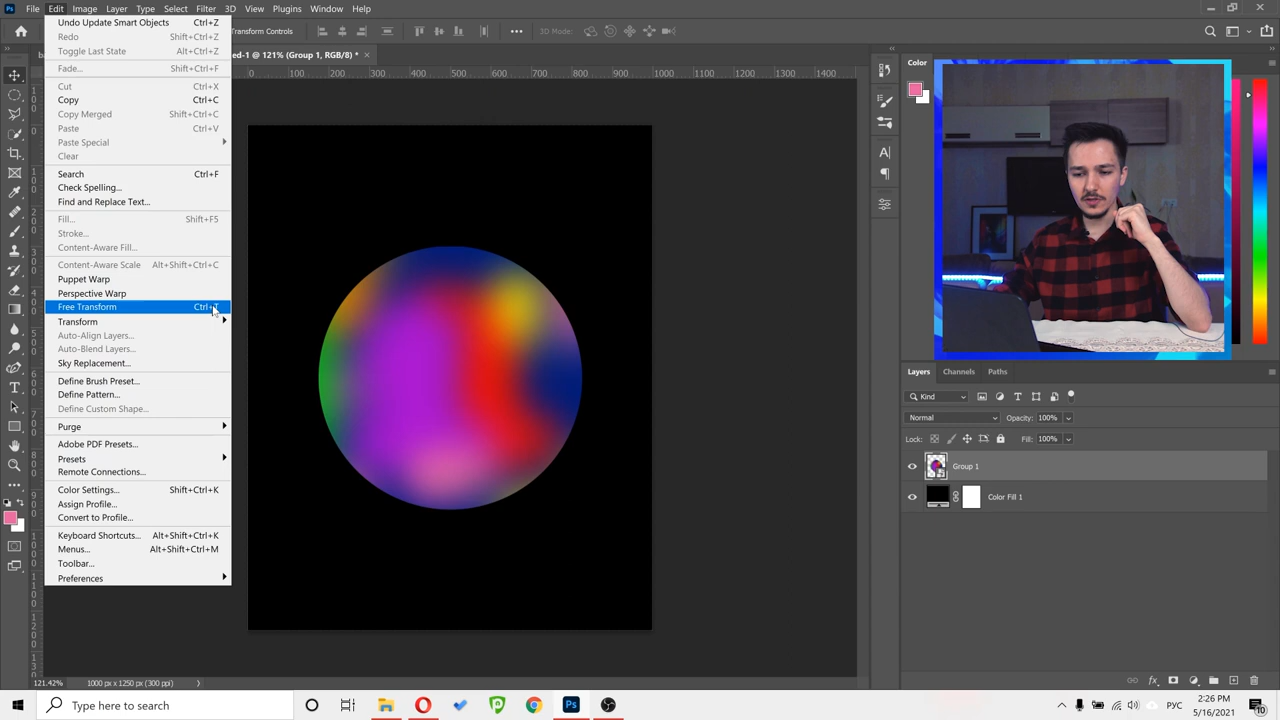 Ps File Edit Image Layer Type Select Filter 3D View Plugins Window Help
Transform Controls 3D Mode:
ed-1 @ 121% (Group 1, RGB/8) * ×
Undo Update Smart Objects Ctrl+Z
Redo Shift+Ctrl+Z
Toggle Last State Alt+Ctrl+Z
Fade... Shift+Ctrl+F
Cut Ctrl+X
Copy Ctrl+C
Copy Merged Shift+Ctrl+C
Paste Ctrl+V
Paste Special
Clear
Search Ctrl+F
Check Spelling...
Find and Replace Text...
Fill... Shift+F5
Stroke...
Content-Aware Fill...
Content-Aware Scale Alt+Shift+Ctrl+C
Puppet Warp
Perspective Warp
Free Transform Ctrl+T
Transform
Auto-Align Layers...
Auto-Blend Layers...
Sky Replacement...
Define Brush Preset...
Define Pattern...
Define Custom Shape...
Purge
Adobe PDF Presets...
Presets
Remote Connections...
Color Settings... Shift+Ctrl+K
Assign Profile...
Convert to Profile...
Keyboard Shortcuts... Alt+Shift+Ctrl+K
Menus... Alt+Shift+Ctrl+M
Toolbar...
Preferences
0 100 200 300 400 500 600 700 800 900 1000 1100 1200 1300 1400
Color
Layers Channels Paths
Kind
Normal Opacity: 100%
Lock: Fill: 100%
Group 1
Color Fill 1
121.42% 1000 px x 1250 px (300 ppi)
Type here to search
Ps
РУС
2:26 PM
5/16/2021
10